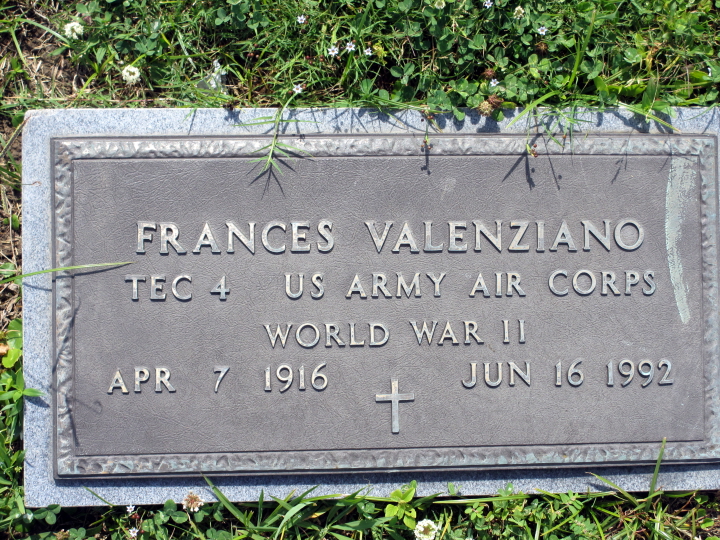 FRANCES VALENZIANO
TEC 4 US ARMY AIR CORPS
WORLD WAR II
APR 7 1916 JUN 16 1992